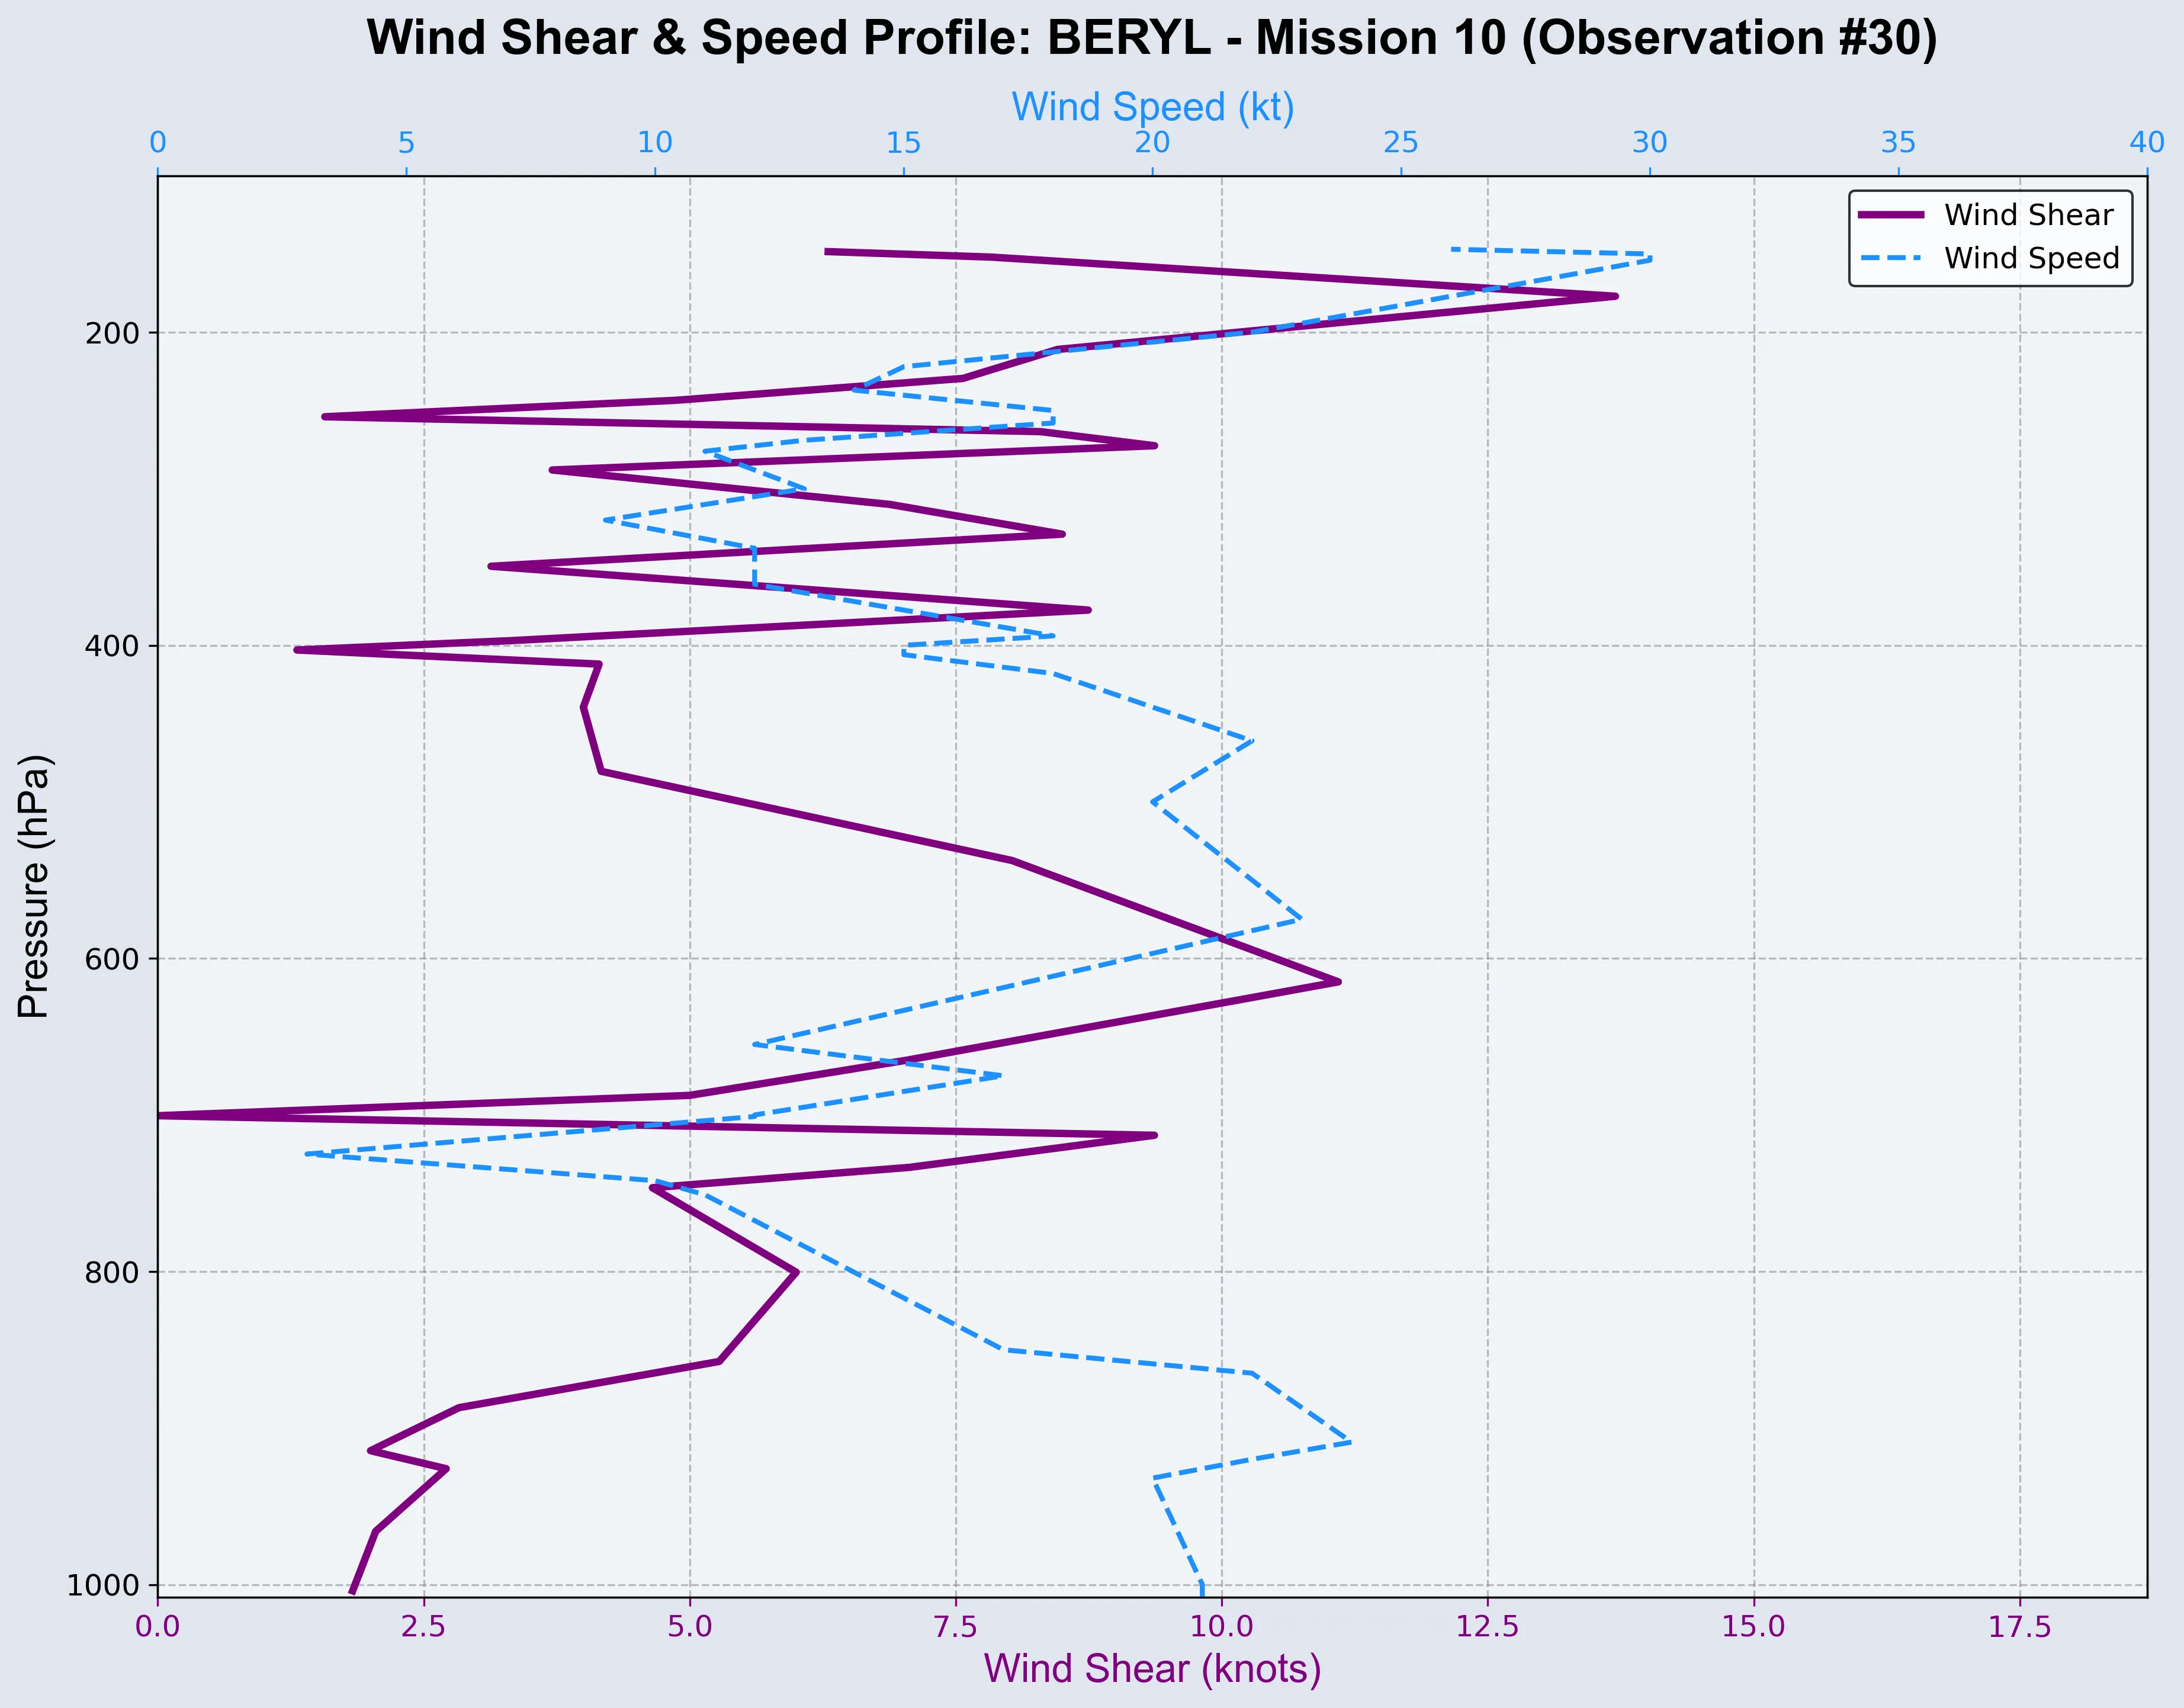 Wind Shear & Speed Profile: BERYL - Mission 10 (Observation #30)
Wind Speed (kt)
0 5 10 15 20 25 30 35 40
Wind Shear
Wind Speed
Pressure (hPa)
200
400
600
800
1000
0.0 2.5 5.0 7.5 10.0 12.5 15.0 17.5
Wind Shear (knots)